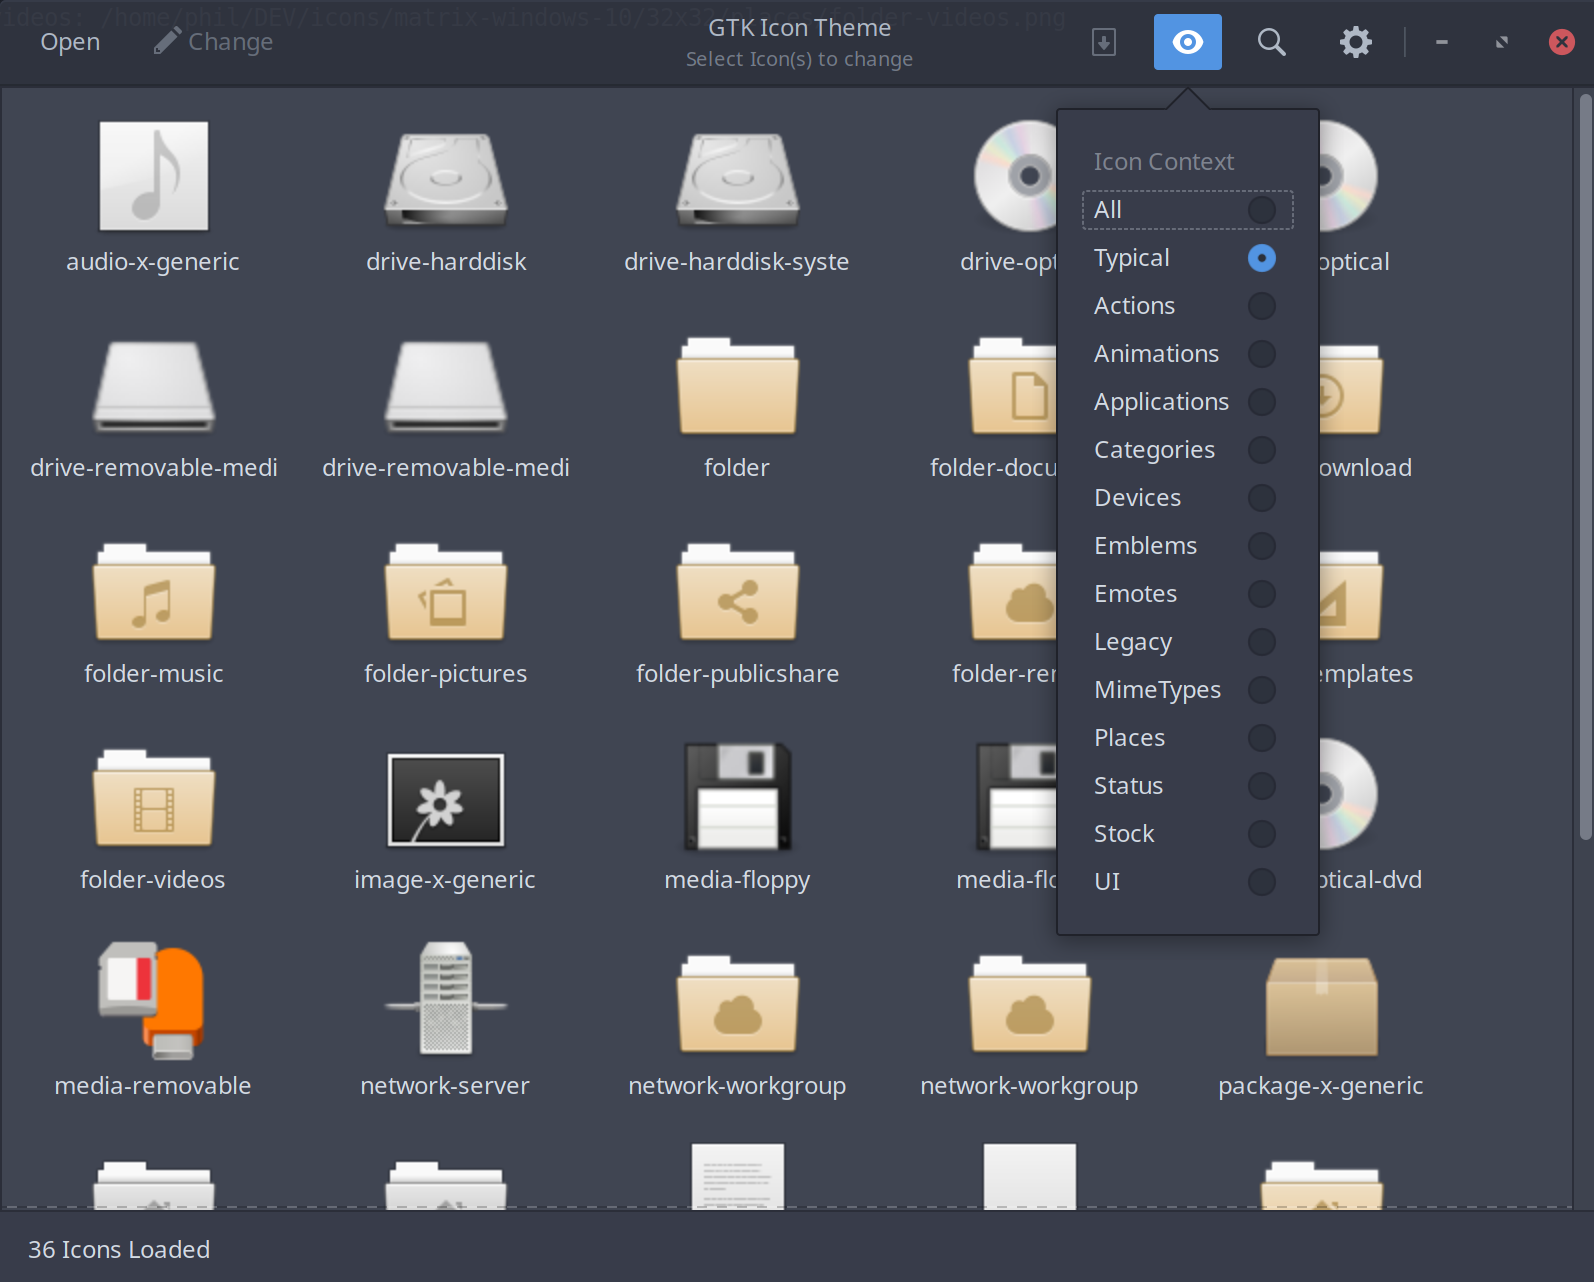 ideos: /home/phil/DEV/icons/matrix-windows-10/32x32/places/folder-videos.png
Open
Change
GTK Icon Theme
Select Icon(s) to change
Icon Context
All
Typical
Actions
Animations
Applications
Categories
Devices
Emblems
Emotes
Legacy
MimeTypes
Places
Status
Stock
UI
audio-x-generic
drive-harddisk
drive-harddisk-syste
drive-opt
optical
drive-removable-medi
drive-removable-medi
folder
folder-docu
ownload
folder-music
folder-pictures
folder-publicshare
folder-rer
emplates
folder-videos
image-x-generic
media-floppy
media-flo
ptical-dvd
media-removable
network-server
network-workgroup
network-workgroup
package-x-generic
36 Icons Loaded